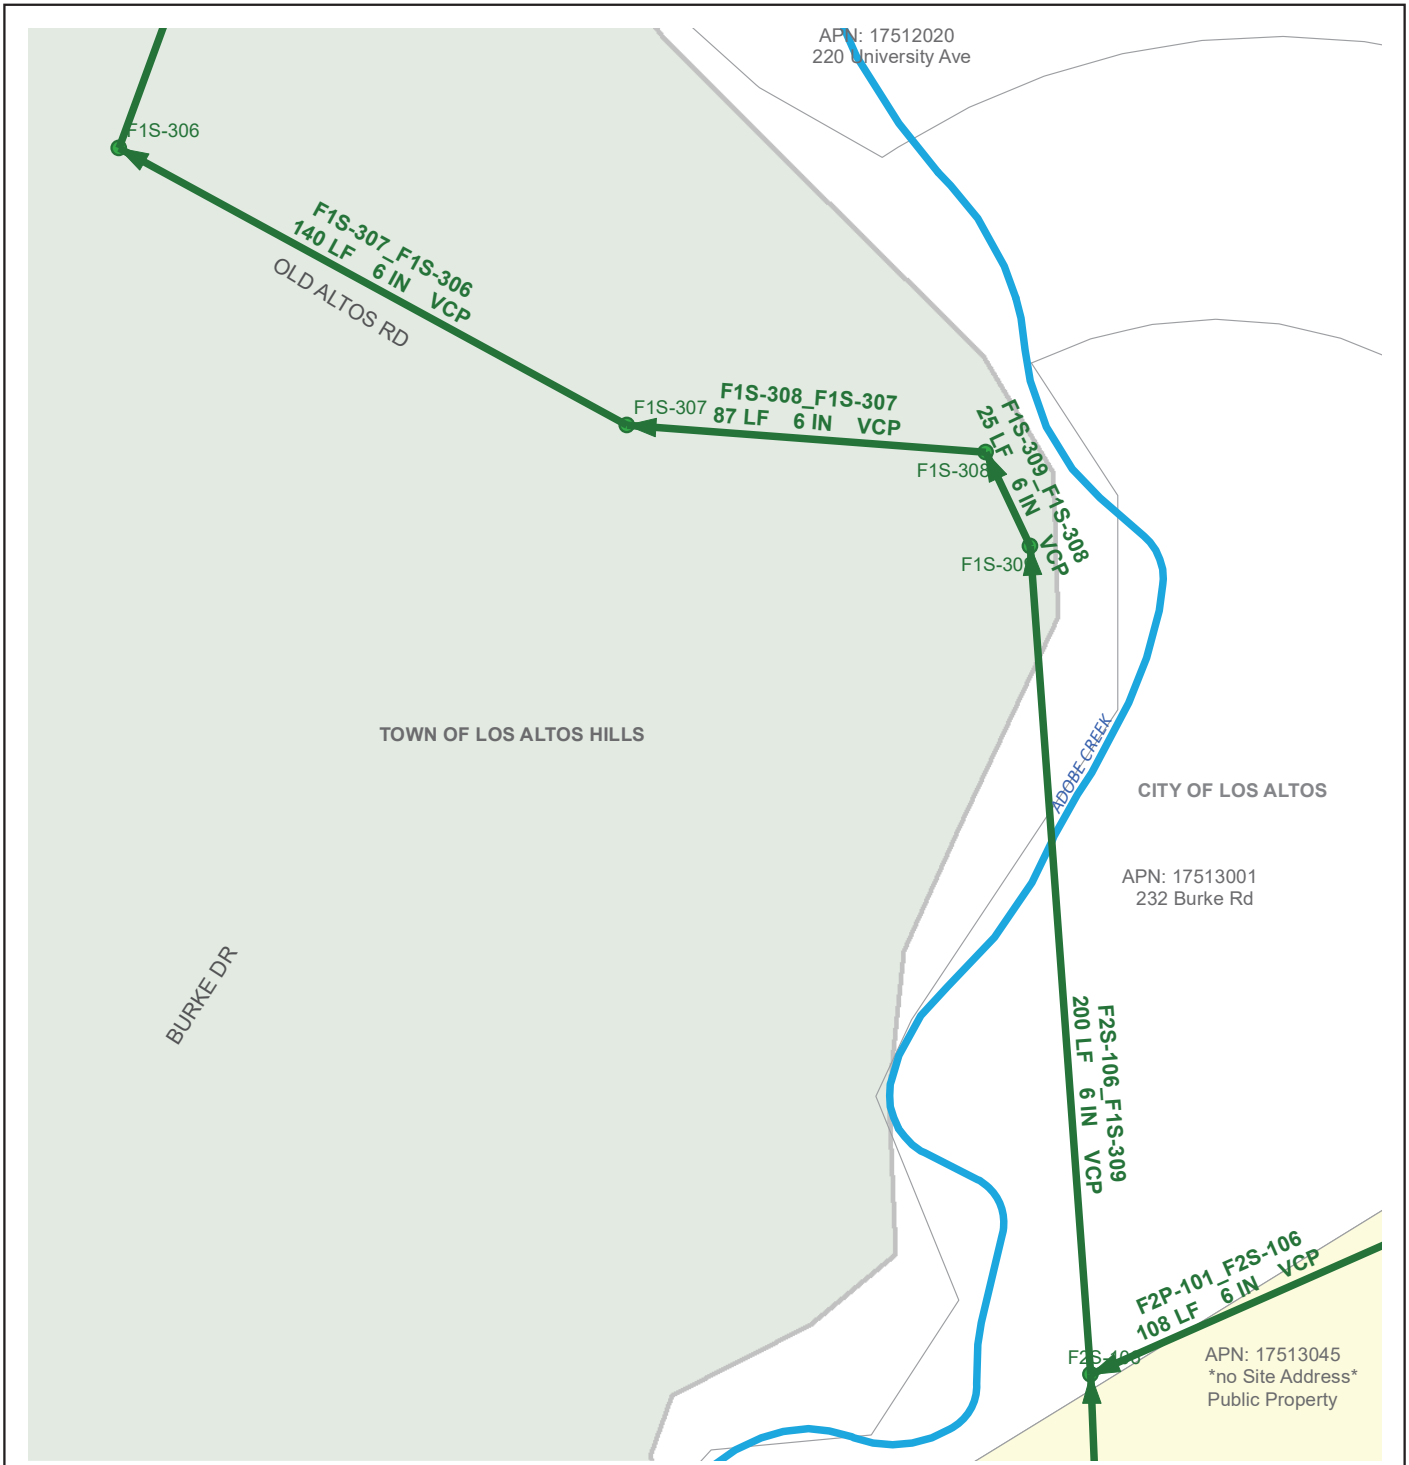 APN: 17512020
220 University Ave
F1S-306
F1S-307_F1S-306
140 LF 6 IN VCP
OLD ALTOS RD
F1S-307
F1S-308_F1S-307
87 LF 6 IN VCP
F1S-308
F1S-309_F1S-308
25 LF 6 IN VCP
F1S-309
TOWN OF LOS ALTOS HILLS
ADOBE CREEK
CITY OF LOS ALTOS
APN: 17513001
232 Burke Rd
BURKE DR
F2S-106_F1S-309
200 LF 6 IN VCP
F2P-101_F2S-106
108 LF 6 IN VCP
F2S-106
APN: 17513045
*no Site Address*
Public Property